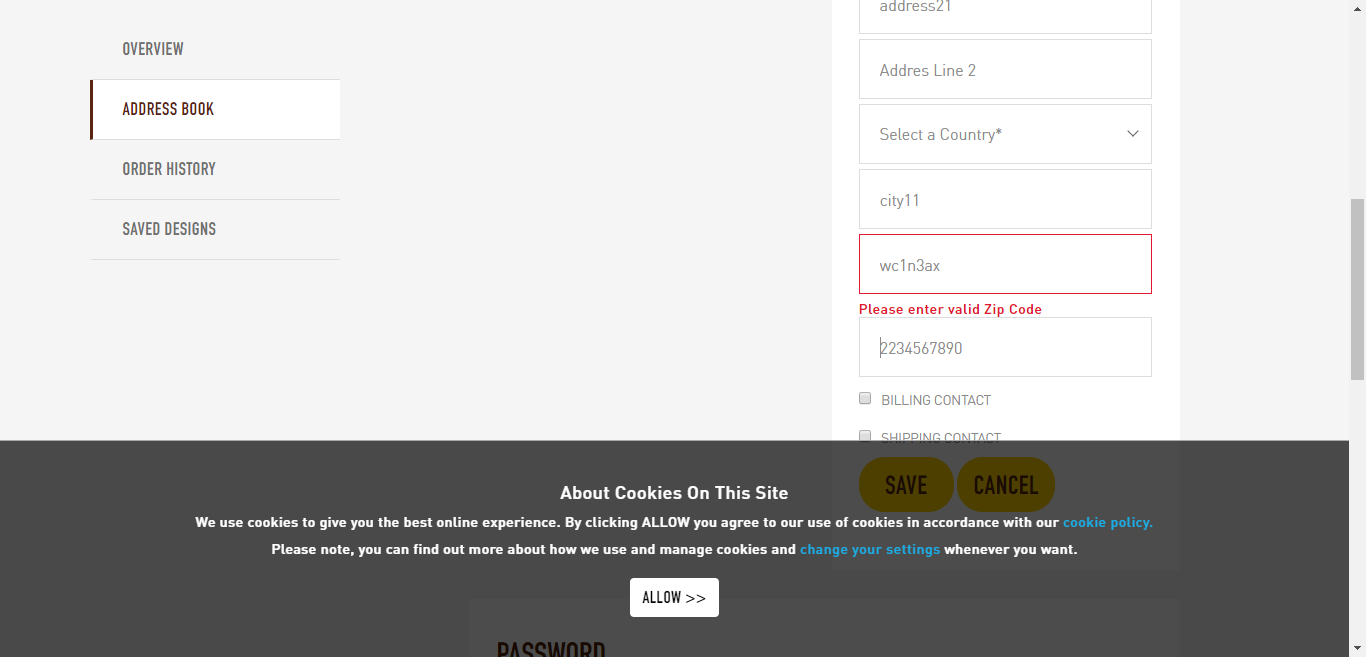 OVERVIEW
ADDRESS BOOK
ORDER HISTORY
SAVED DESIGNS
address21
Addres Line 2
Select a Country*
city11
wc1n3ax
Please enter valid Zip Code
2234567890
BILLING CONTACT
SHIPPING CONTACT
SAVE CANCEL
About Cookies On This Site
We use cookies to give you the best online experience. By clicking ALLOW you agree to our use of cookies in accordance with our cookie policy.
Please note, you can find out more about how we use and manage cookies and change your settings whenever you want.
ALLOW >>
PASSWORD